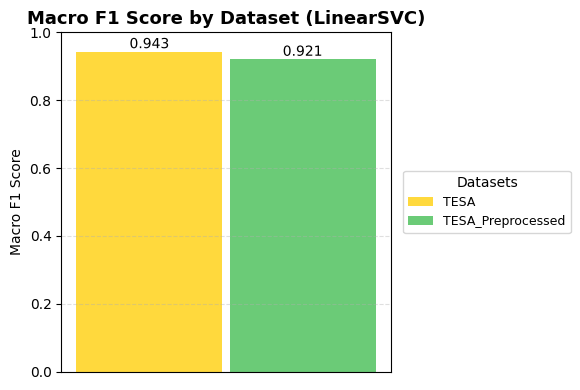 Macro F1 Score by Dataset (LinearSVC)
Macro F1 Score
1.0
0.8
0.6
0.4
0.2
0.0
0.943
0.921
Datasets
TESA
TESA_Preprocessed